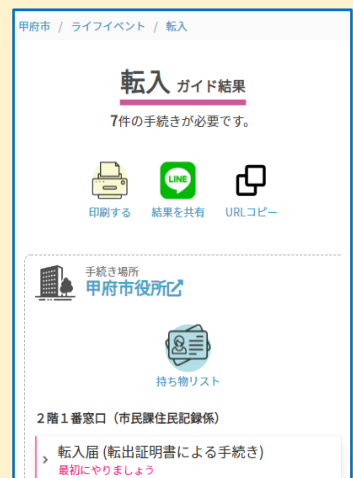 甲府市 / ライフイベント / 転入
転入 ガイド結果
7件の手続きが必要です。
LINE
印刷する 結果を共有 URLコピー
手続き場所
甲府市役所
持ち物リスト
２階１番窓口（市民課住民記録係）
転入届 (転出証明書による手続き)
最初にやりましょう